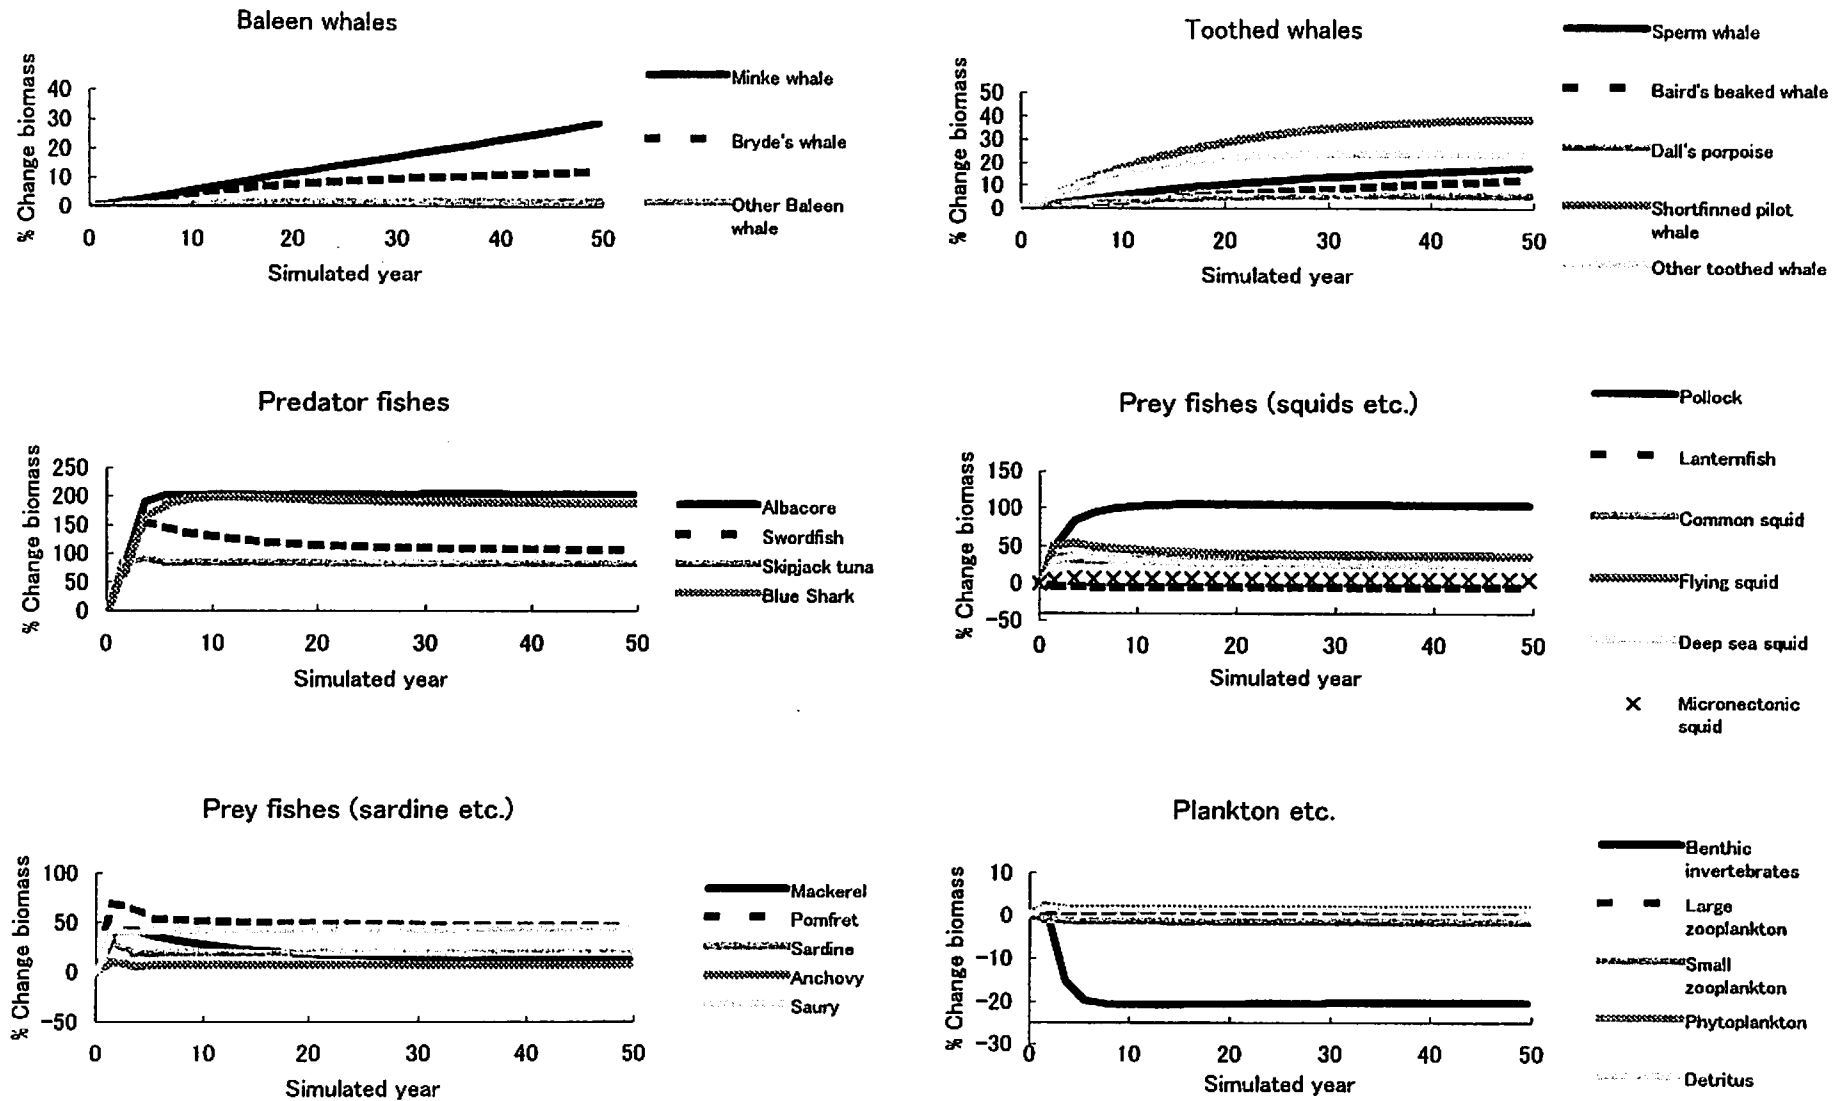 Baleen whales
% Change biomass
40
30
20
10
0
0 10 20 30 40 50
Simulated year
Minke whale
Bryde's whale
Other Baleen
whale
Toothed whales
% Change biomass
50
40
30
20
10
0
0 10 20 30 40 50
Simulated year
Sperm whale
Baird's beaked whale
Dall's porpoise
Shortfinned pilot
whale
Other toothed whale
Predator fishes
% Change biomass
250
200
150
100
50
0
0 10 20 30 40 50
Simulated year
Albacore
Swordfish
Skipjack tuna
Blue Shark
Prey fishes (squids etc.)
% Change biomass
150
100
50
0
-50
0 10 20 30 40 50
Simulated year
Pollock
Lanternfish
Common squid
Flying squid
Deep sea squid
Micronectonic
squid
Prey fishes (sardine etc.)
% Change biomass
100
50
0
-50
0 10 20 30 40 50
Simulated year
Mackerel
Pomfret
Sardine
Anchovy
Saury
Plankton etc.
% Change biomass
10
0
-10
-20
-30
0 10 20 30 40 50
Simulated year
Benthic
invertebrates
Large
zooplankton
Small
zooplankton
Phytoplankton
Detritus